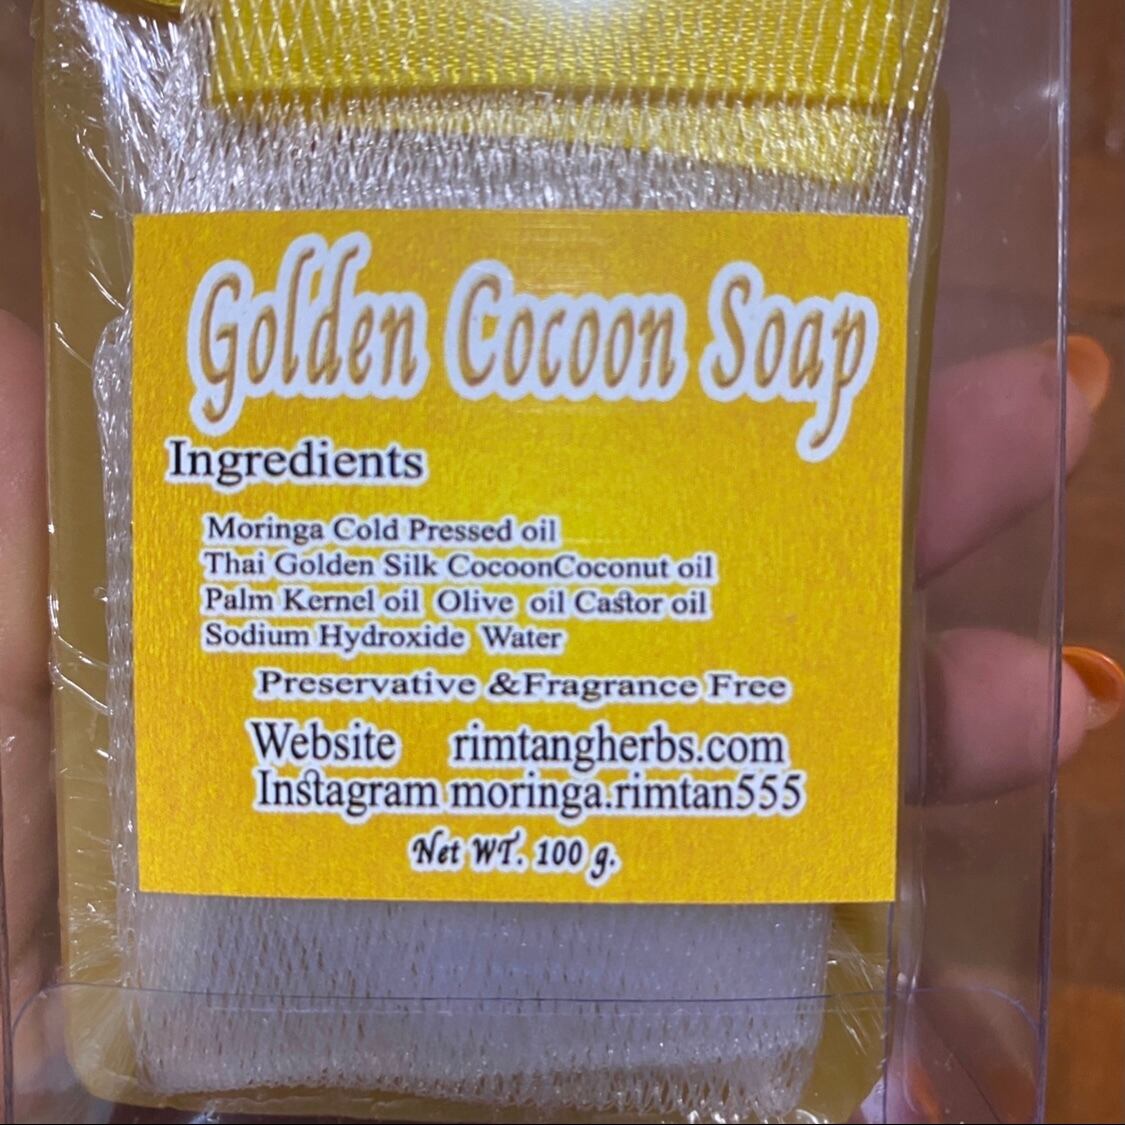 Golden Cocoon Soap
Ingredients
Moringa Cold Pressed oil
Thai Golden Silk CocoonCoconut oil
Palm Kernel oil Olive oil Castor oil
Sodium Hydroxide Water
Preservative &Fragrance Free
Website rimtangherbs.com
Instagram moringa.rimtan555
Net WT. 100 g.